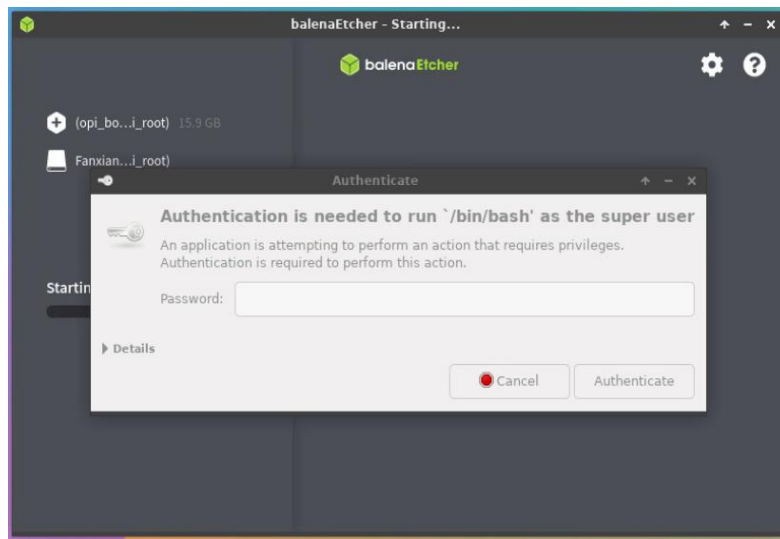 balenaEtcher - Starting...
balenaEtcher
(opi_bo...i_root) 15.9 GB
Fanxian...i_root)
Authenticate
Authentication is needed to run `/bin/bash' as the super user
An application is attempting to perform an action that requires privileges.
Authentication is required to perform this action.
Startin
Password:
Details
Cancel
Authenticate